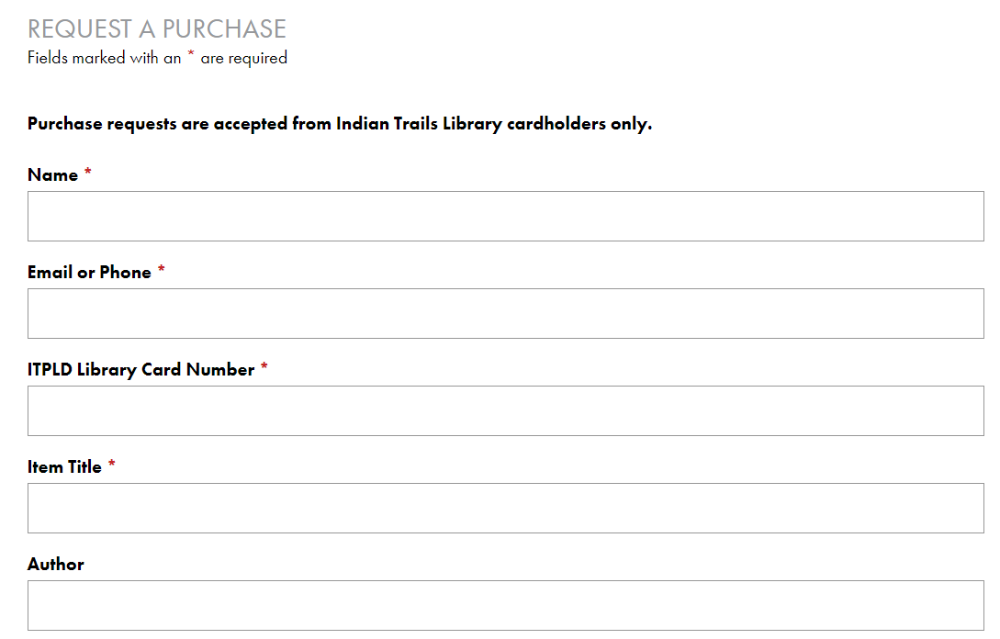 REQUEST A PURCHASE
Fields marked with an * are required
Purchase requests are accepted from Indian Trails Library cardholders only.
Name *
Email or Phone *
ITPLD Library Card Number *
Item Title *
Author